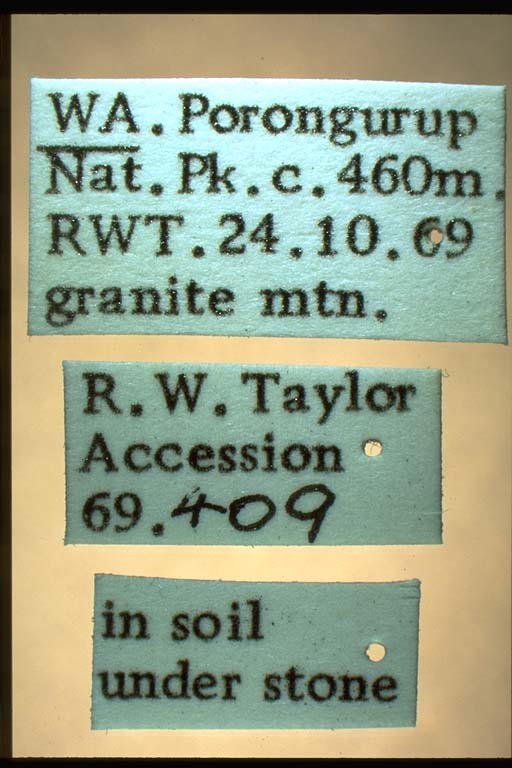 WA. Porongurup
Nat. Pk. c. 460m.
RWT. 24.10.69
granite mtn.
R. W. Taylor
Accession
69.409
in soil
under stone